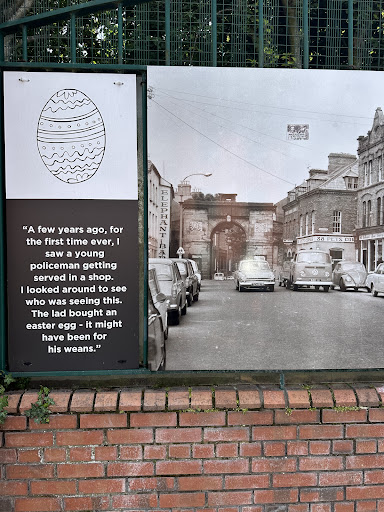 “A few years ago, for
the first time ever, I
saw a young
policeman getting
served in a shop.
I looked around to see
who was seeing this.
The lad bought an
easter egg - it might
have been for
his weans.”
ELEPHANT BAR